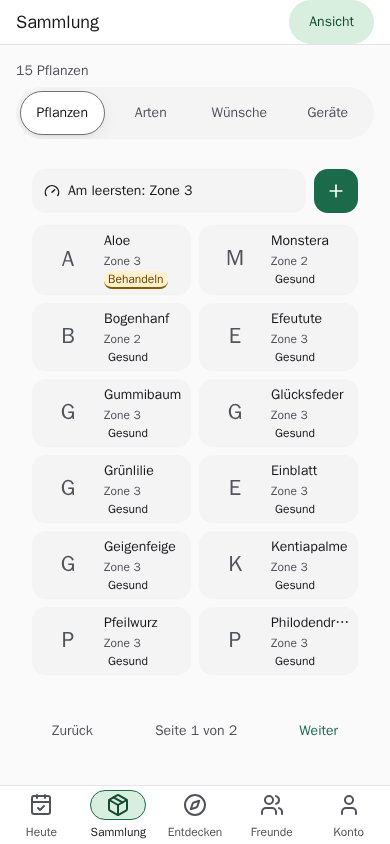 Sammlung
Ansicht
15 Pflanzen
Pflanzen
Arten
Wünsche
Geräte
Am leersten: Zone 3
A
Aloe
Zone 3
Behandeln
M
Monstera
Zone 2
Gesund
B
Bogenhanf
Zone 2
Gesund
E
Efeutute
Zone 3
Gesund
G
Gummibaum
Zone 3
Gesund
G
Glücksfeder
Zone 3
Gesund
G
Grünlilie
Zone 3
Gesund
E
Einblatt
Zone 3
Gesund
G
Geigenfeige
Zone 3
Gesund
K
Kentiapalme
Zone 3
Gesund
P
Pfeilwurz
Zone 3
Gesund
P
Philodendr…
Zone 3
Gesund
Zurück
Seite 1 von 2
Weiter
Heute
Sammlung
Entdecken
Freunde
Konto